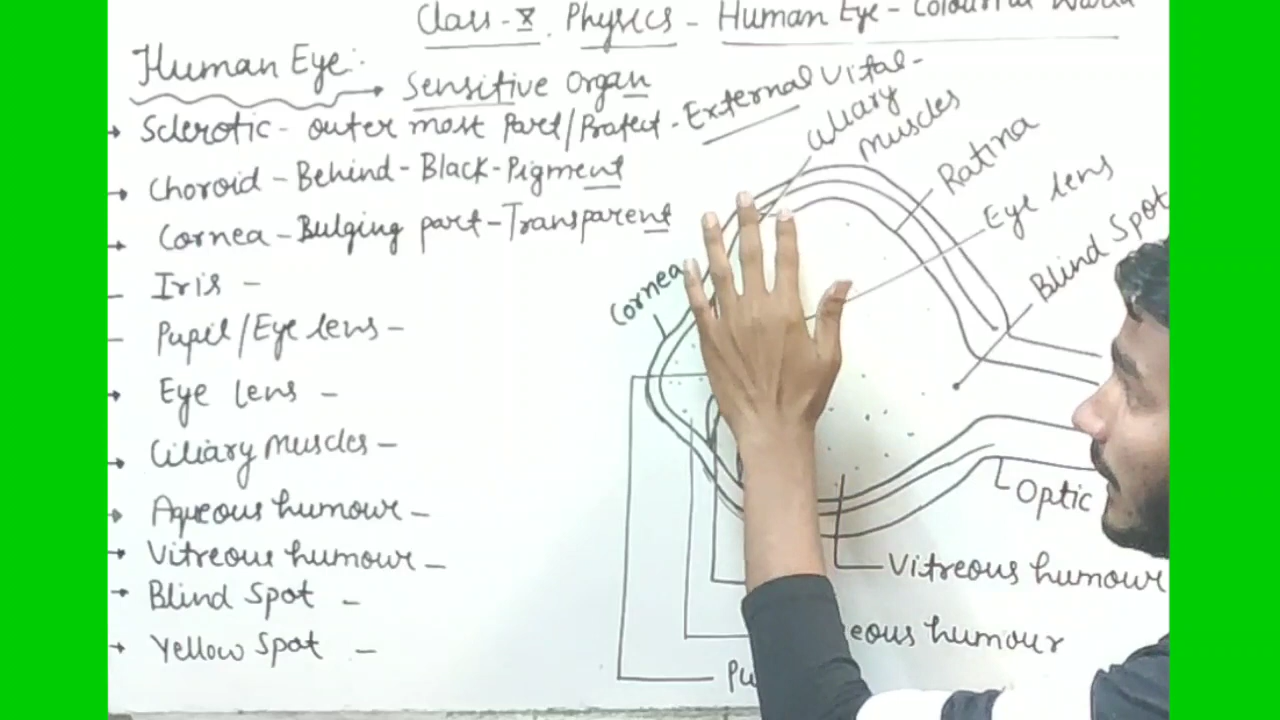 Class - X. Physics - Human Eye - Colourful World
Human Eye:
Sensitive Organ
Sclerotic - outer most Part/Protect - External Vital -
Choroid - Behind - Black - Pigment
Cornea - Bulging part - Transparent
Iris -
Pupil/Eye lens -
Eye lens -
Ciliary Muscles -
Aqueous humour -
Vitreous humour -
Blind Spot -
Yellow Spot -
Ciliary
Muscles
Ratina
Eye lens
Blind Spot
Cornea
Optic
Vitreous humour
eous humour
Pu